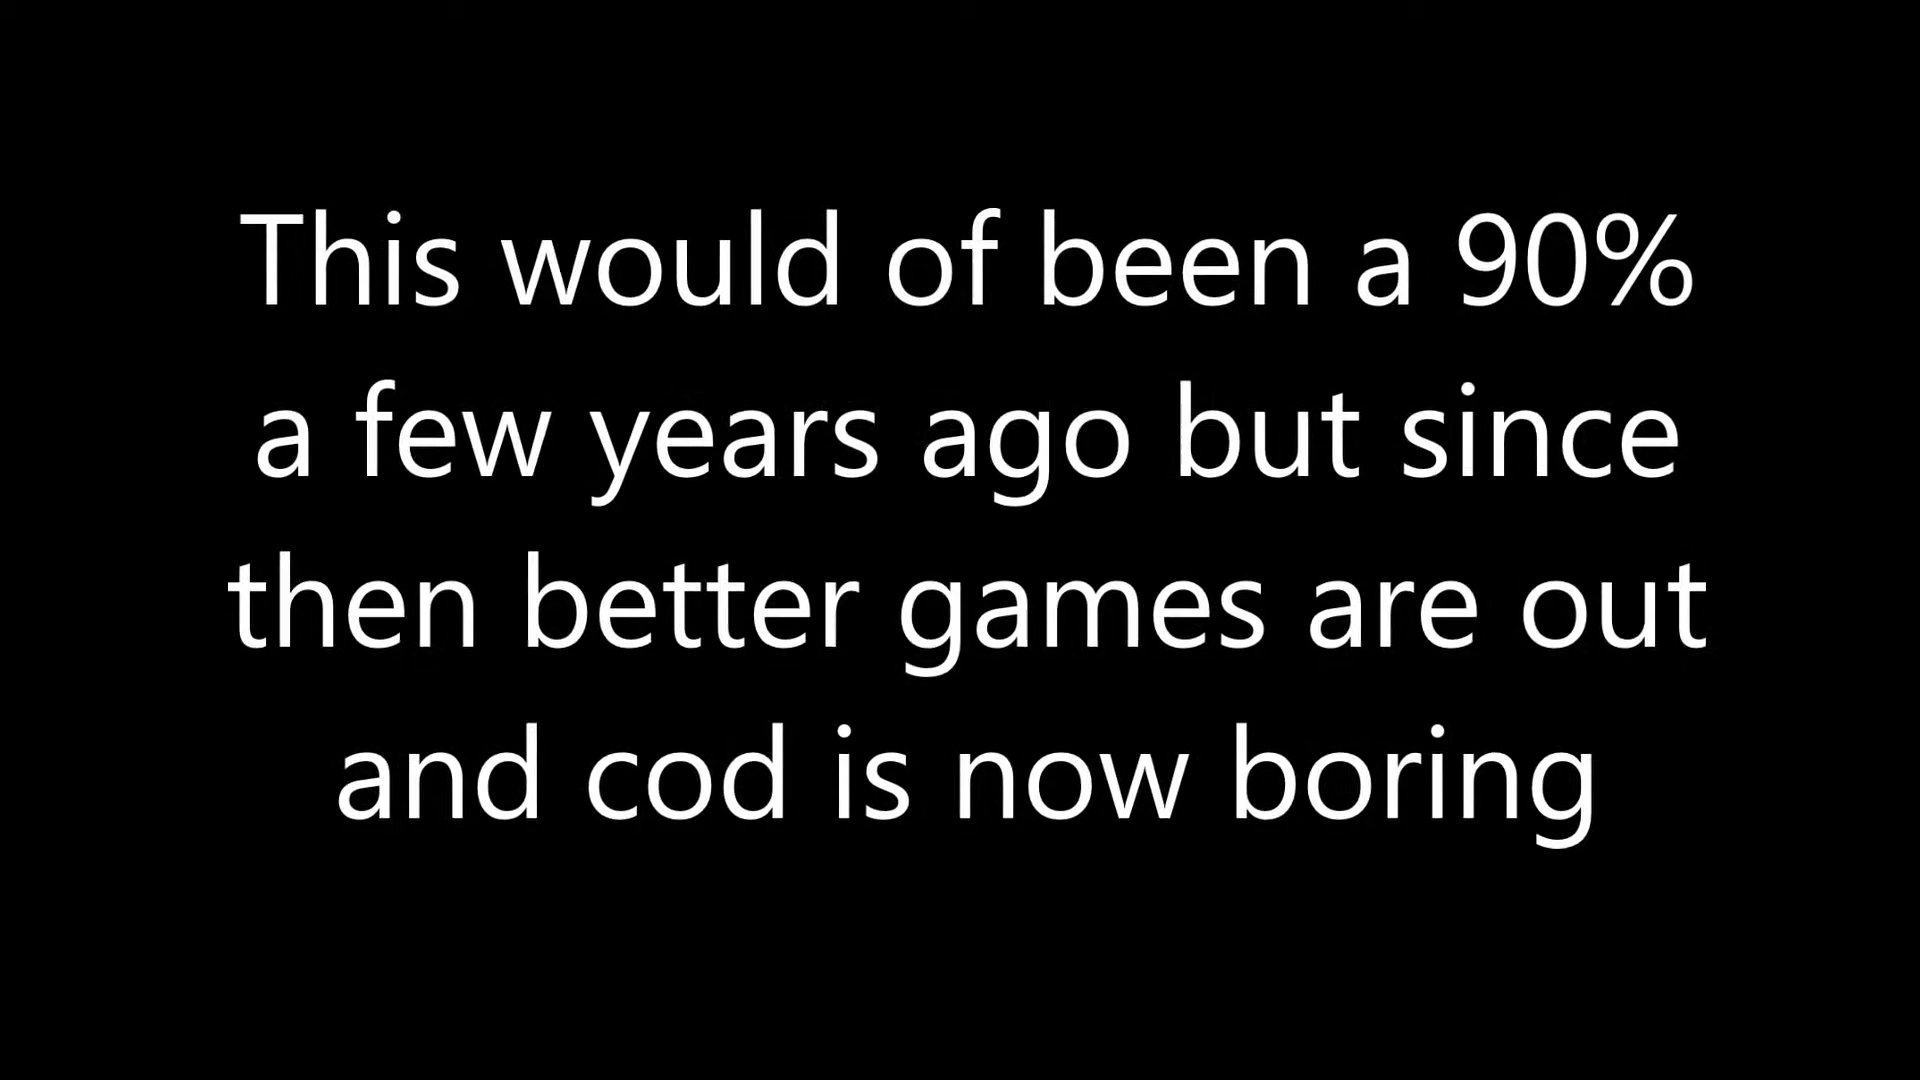 This would of been a 90%
a few years ago but since
then better games are out
and cod is now boring